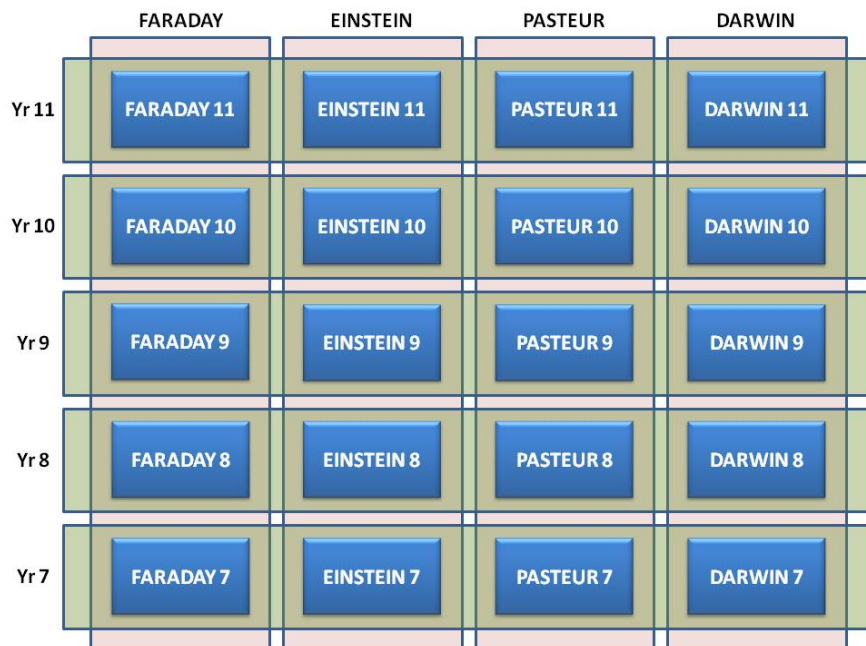 FARADAY EINSTEIN PASTEUR DARWIN
Yr 11 FARADAY 11 EINSTEIN 11 PASTEUR 11 DARWIN 11
Yr 10 FARADAY 10 EINSTEIN 10 PASTEUR 10 DARWIN 10
Yr 9 FARADAY 9 EINSTEIN 9 PASTEUR 9 DARWIN 9
Yr 8 FARADAY 8 EINSTEIN 8 PASTEUR 8 DARWIN 8
Yr 7 FARADAY 7 EINSTEIN 7 PASTEUR 7 DARWIN 7